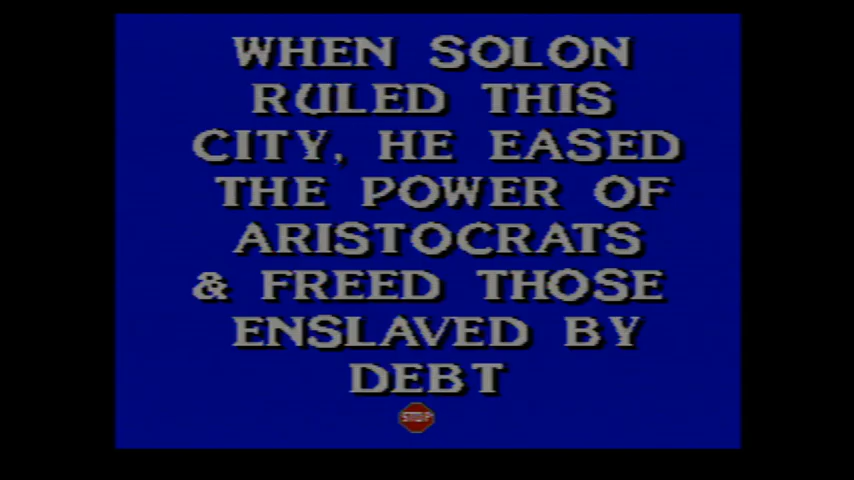 WHEN SOLON
RULED THIS
CITY, HE EASED
THE POWER OF
ARISTOCRATS
& FREED THOSE
ENSLAVED BY
DEBT
STOP